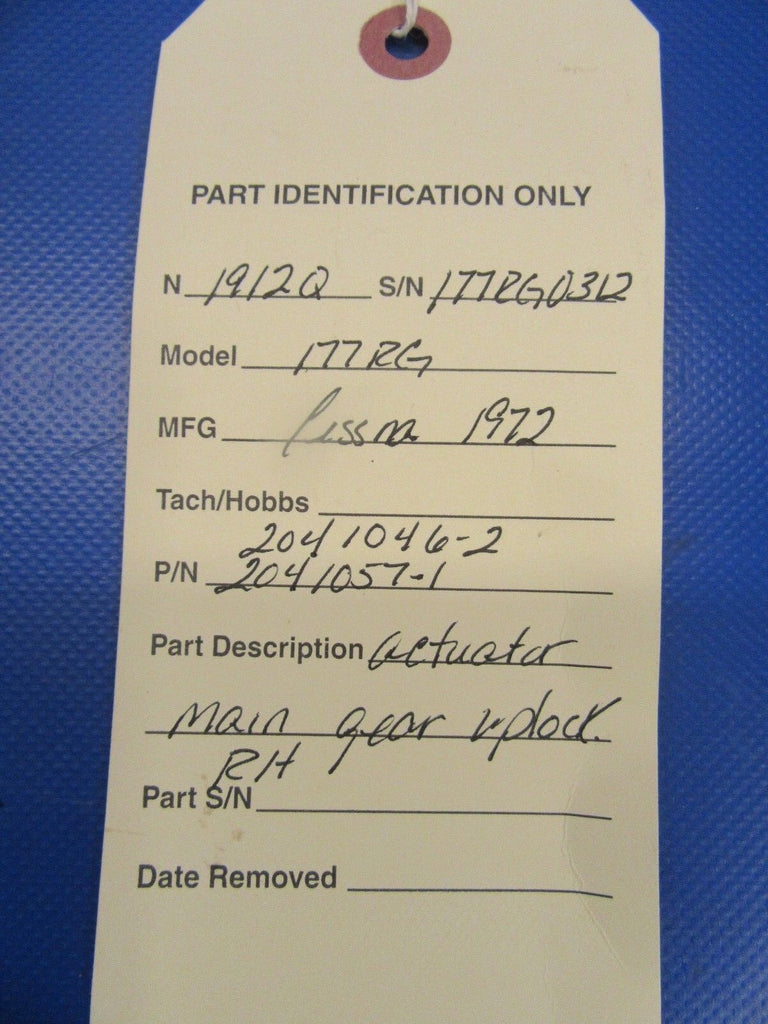 PART IDENTIFICATION ONLY
N 1912Q S/N 177RG0312
Model 177RG
MFG Cessna 1972
Tach/Hobbs
2041046-2
P/N 2041057-1
Part Description actuator
main gear uplock.
RH
Part S/N
Date Removed